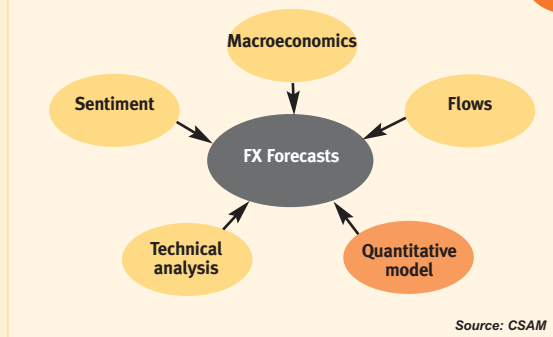 Macroeconomics
Sentiment
Flows
FX Forecasts
Technical
analysis
Quantitative
model
Source: CSAM